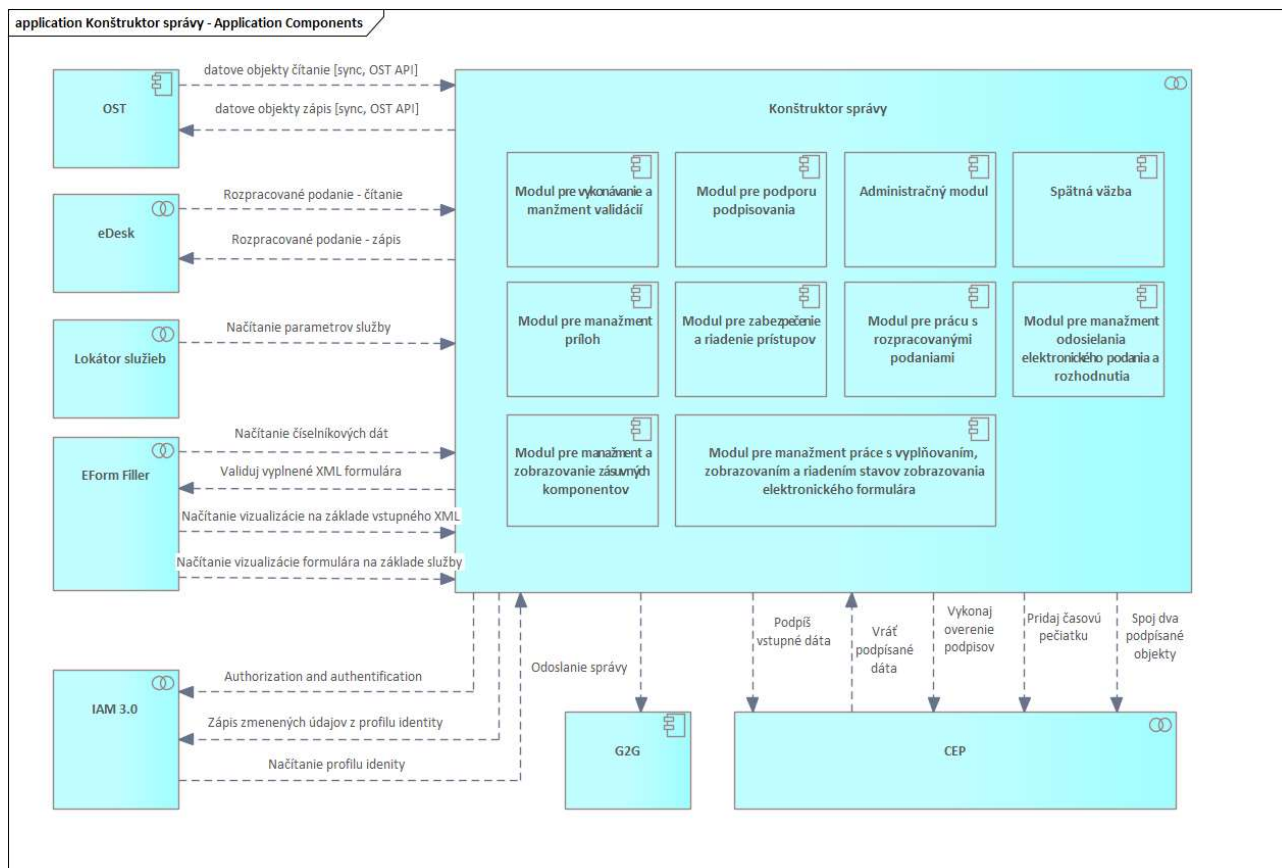 application Konštruktor správy - Application Components
OST
datove objekty čítanie [sync, OST API]
datove objekty zápis [sync, OST API]
eDesk
Rozpracované podanie - čítanie
Rozpracované podanie - zápis
Lokátor služieb
Načítanie parametrov služby
EForm Filler
Načítanie číselníkových dát
Validuj vyplnené XML formulára
Načítanie vizualizácie na základe vstupného XML
Načítanie vizualizácie formulára na základe služby
Konštruktor správy
Modul pre vykonávanie a
manžment validácií
Modul pre podporu
podpisovania
Administračný modul
Spätná väzba
Modul pre manažment
príloh
Modul pre zabezpečenie
a riadenie prístupov
Modul pre prácu s
rozpracovanými
podaniami
Modul pre manažment
odosielania
elektronického podania a
rozhodnutia
Modul pre manažment a
zobrazovanie zásuvných
komponentov
Modul pre manažment práce s vyplňovaním,
zobrazovaním a riadením stavov zobrazovania
elektronického formulára
IAM 3.0
Authorization and authentification
Zápis zmenených údajov z profilu identity
Načítanie profilu idenity
Odoslanie správy
G2G
Podpíš
vstupné dáta
Vráť
podpísané
dáta
Vykonaj
overenie
podpisov
Pridaj časovú
pečiatku
Spoj dva
podpísané
objekty
CEP